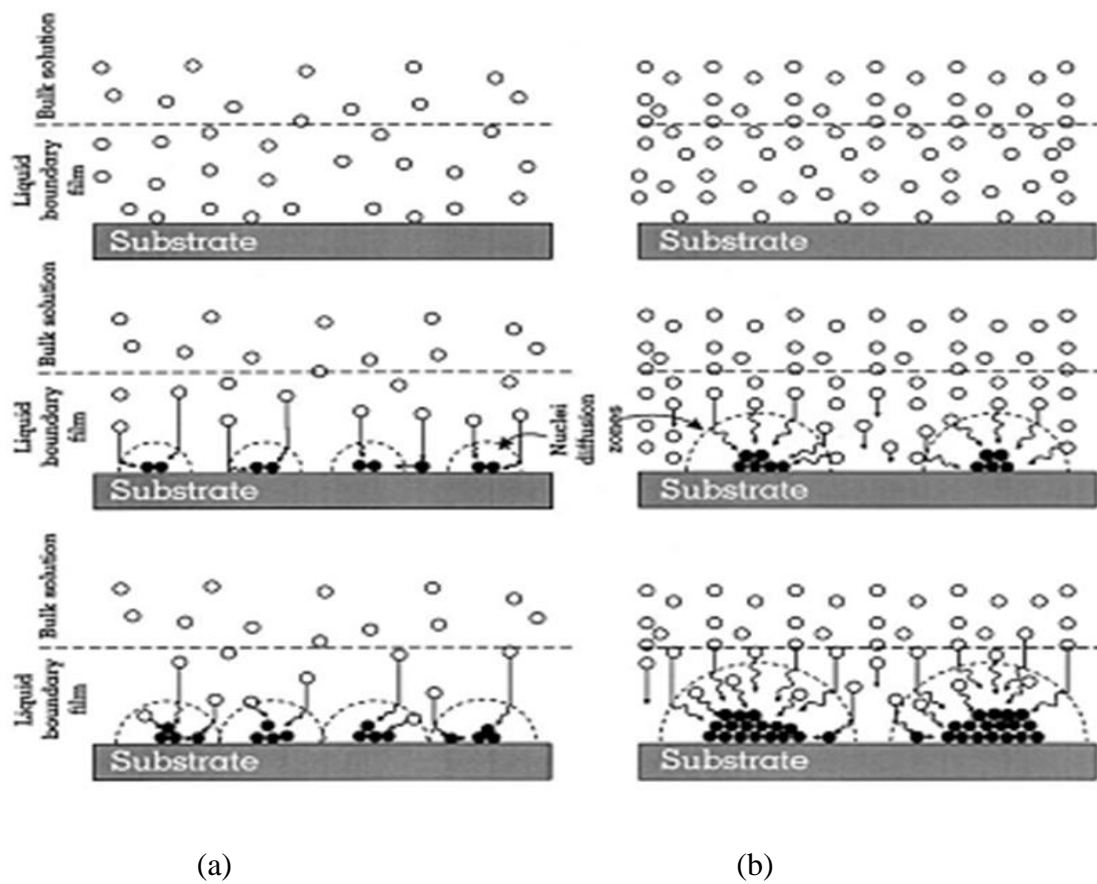 Bulk solution
Liquid
boundary
film
Substrate
Substrate
Bulk solution
Liquid
boundary
film
Nuclei
diffusion
zones
Substrate
Substrate
Bulk solution
Liquid
boundary
film
Substrate
Substrate
(a)
(b)